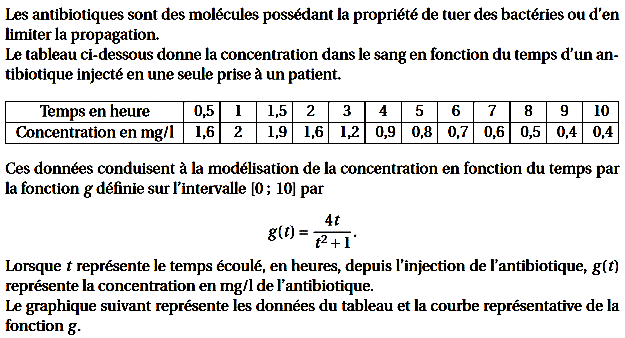 Les antibiotiques sont des molécules possédant la propriété de tuer des bactéries ou d'en
limiter la propagation.
Le tableau ci-dessous donne la concentration dans le sang en fonction du temps d'un an-
tibiotique injecté en une seule prise à un patient.
Temps en heure 0,5 1 1,5 2 3 4 5 6 7 8 9 10
Concentration en mg/l 1,6 2 1,9 1,6 1,2 0,9 0,8 0,7 0,6 0,5 0,4 0,4
Ces données conduisent à la modélisation de la concentration en fonction du temps par
la fonction g définie sur l'intervalle [0 ; 10] par
g(t) = 4t / (t² + 1).
Lorsque t représente le temps écoulé, en heures, depuis l'injection de l'antibiotique, g(t)
représente la concentration en mg/l de l'antibiotique.
Le graphique suivant représente les données du tableau et la courbe représentative de la
fonction g.